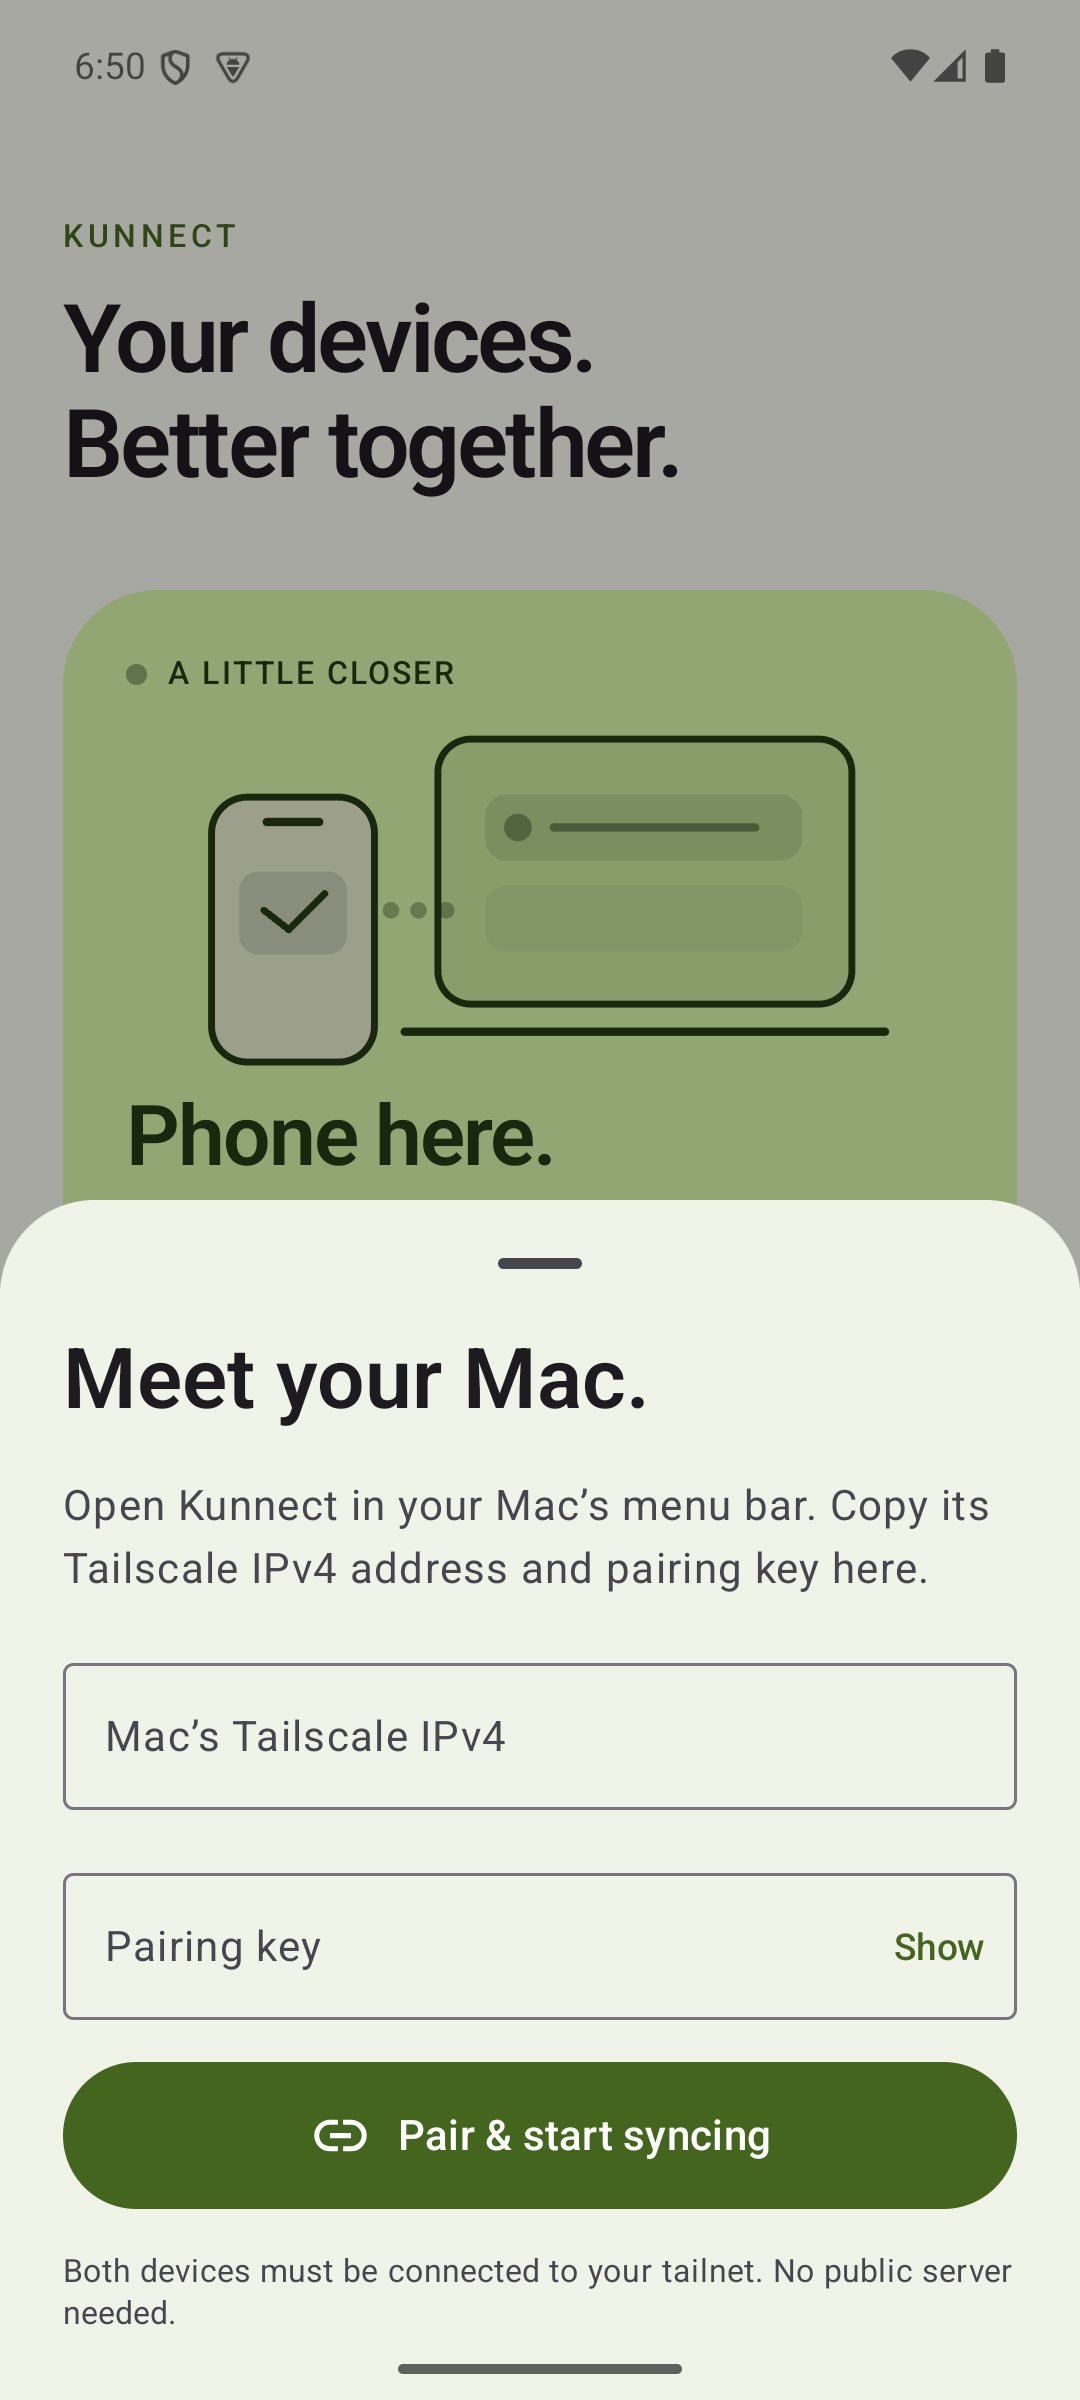 6:50
KUNNECT
Your devices.
Better together.
A LITTLE CLOSER
Phone here.
Meet your Mac.
Open Kunnect in your Mac’s menu bar. Copy its
Tailscale IPv4 address and pairing key here.
Mac’s Tailscale IPv4
Pairing key
Show
Pair & start syncing
Both devices must be connected to your tailnet. No public server
needed.